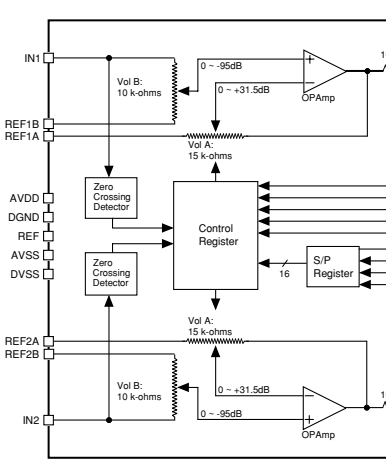 IN1
Vol B:
10 k-ohms
0 ~ -95dB
0 ~ +31.5dB
OPAmp
REF1B
REF1A
Vol A:
15 k-ohms
Zero
Crossing
Detector
AVDD
DGND
REF
AVSS
DVSS
Control
Register
Zero
Crossing
Detector
16
S/P
Register
REF2A
REF2B
Vol A:
15 k-ohms
Vol B:
10 k-ohms
0 ~ +31.5dB
0 ~ -95dB
OPAmp
IN2